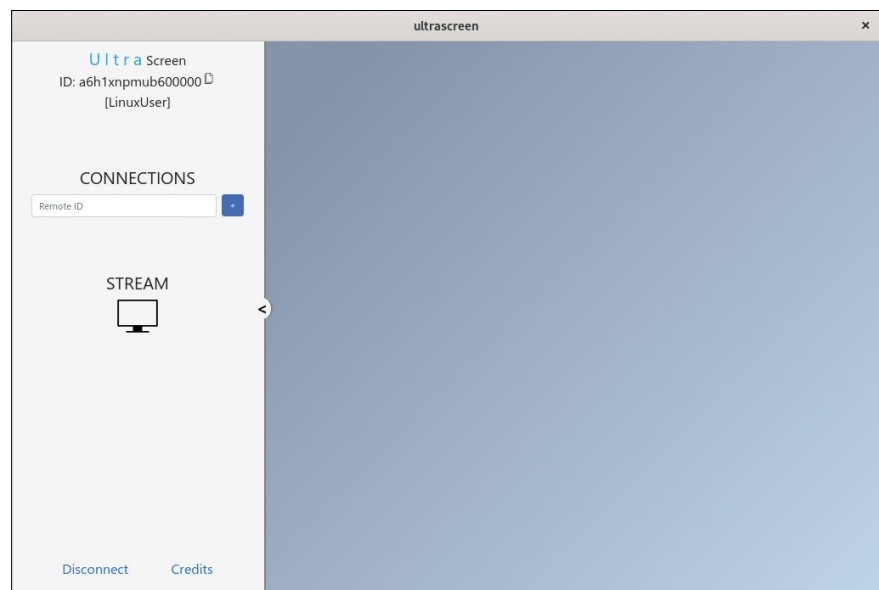 ultrascreen ×
Ultra Screen
ID: a6h1xnpmub600000
[LinuxUser]
CONNECTIONS
Remote ID +
STREAM
<
Disconnect Credits